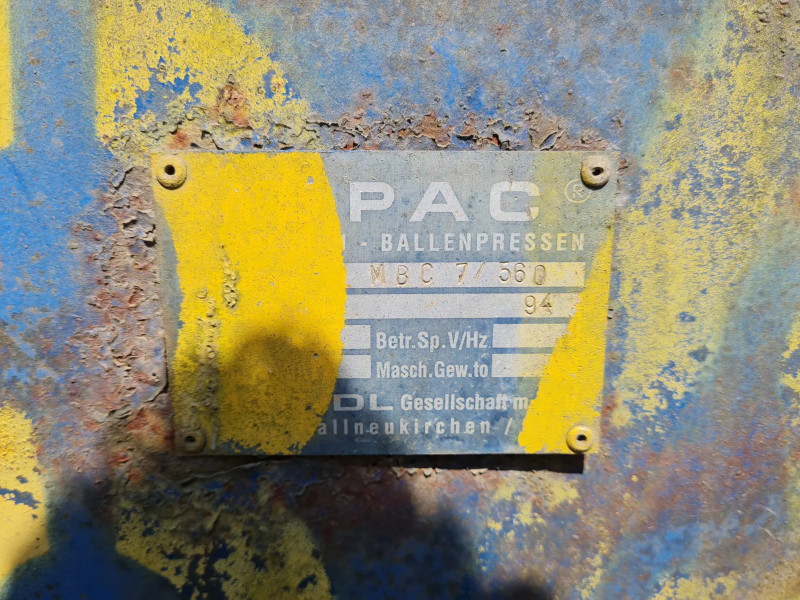 PAC ®
- BALLENPRESSEN
MBC 7/560
94
Betr.Sp.V/Hz
Masch.Gew.to
DL Gesellschaft m
allneukirchen /